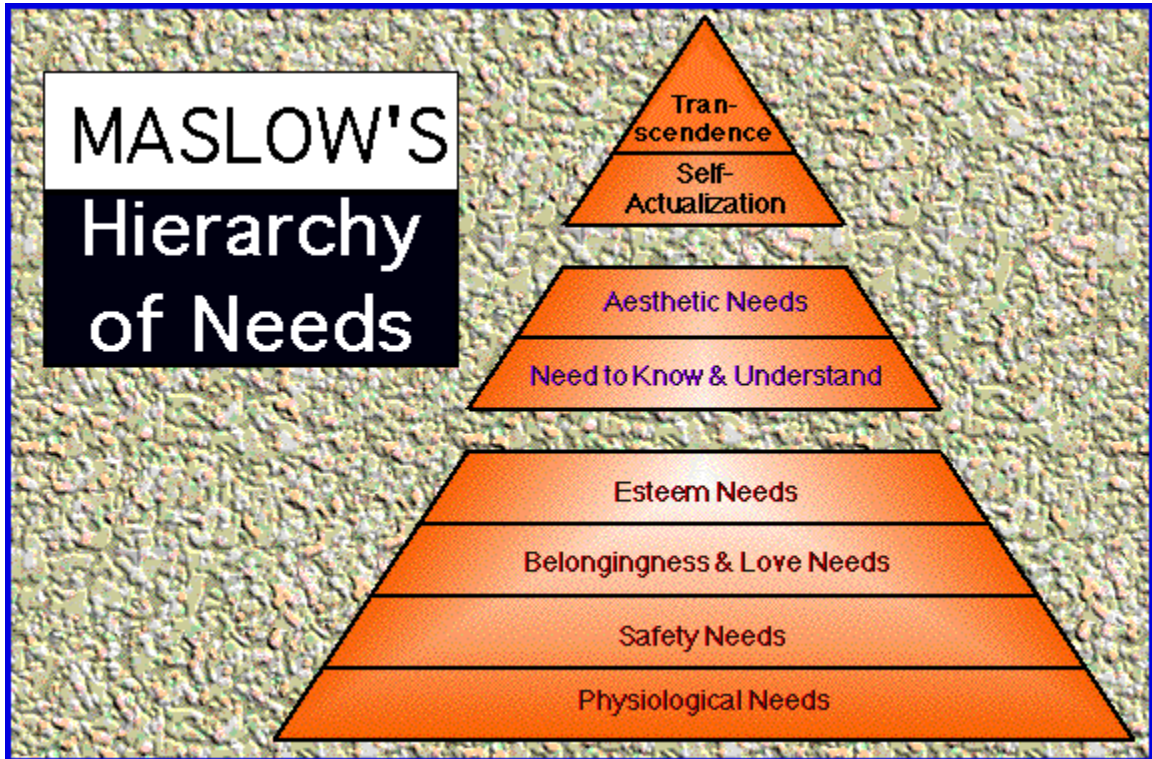 MASLOW'S
Hierarchy
of Needs
Tran-
scendence
Self-
Actualization
Aesthetic Needs
Need to Know & Understand
Esteem Needs
Belongingness & Love Needs
Safety Needs
Physiological Needs